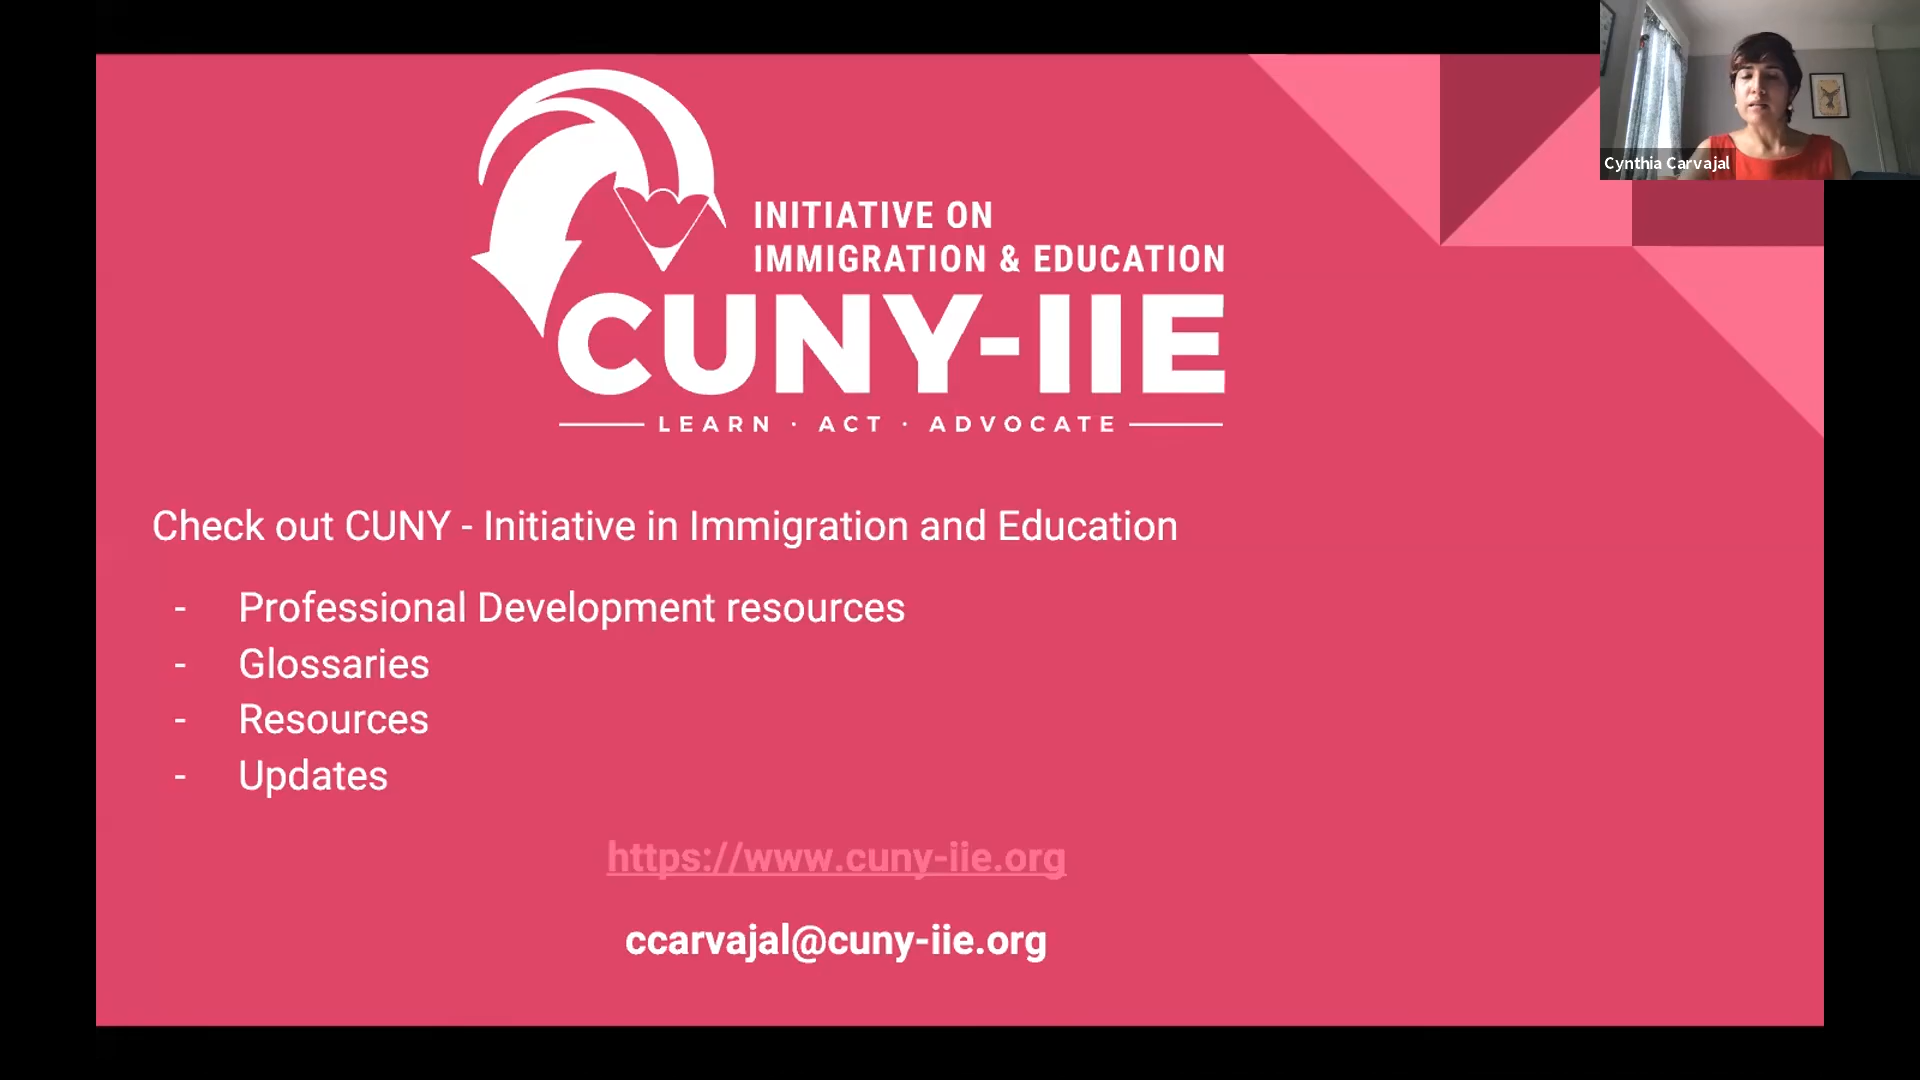 INITIATIVE ON
IMMIGRATION & EDUCATION
CUNY-IIE
LEARN · ACT · ADVOCATE
Cynthia Carvajal
Check out CUNY - Initiative in Immigration and Education
- Professional Development resources
- Glossaries
- Resources
- Updates
https://www.cuny-iie.org
ccarvajal@cuny-iie.org